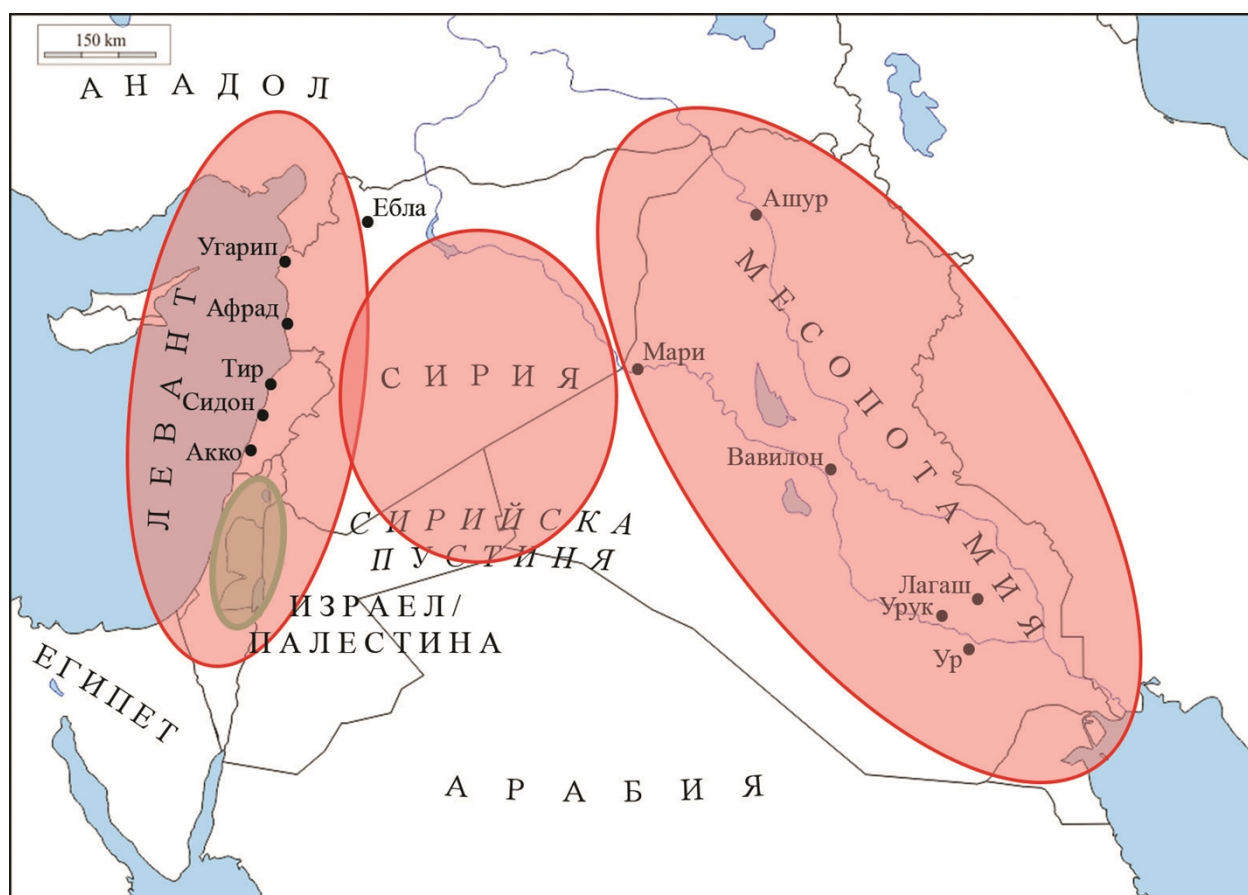 150 km
АНАДОЛ
Ебла
Ашур
Угарип
ЛЕВАНТ
МЕСОПОТАМИЯ
Афрад
Мари
Тир
СИРИЯ
Сидон
Акко
Вавилон
СИРИЙСКА
ПУСТИНЯ
Лагаш
Урук
ИЗРАЕЛ/
ПАЛЕСТИНА
Ур
ЕГИПЕТ
АРАБИЯ